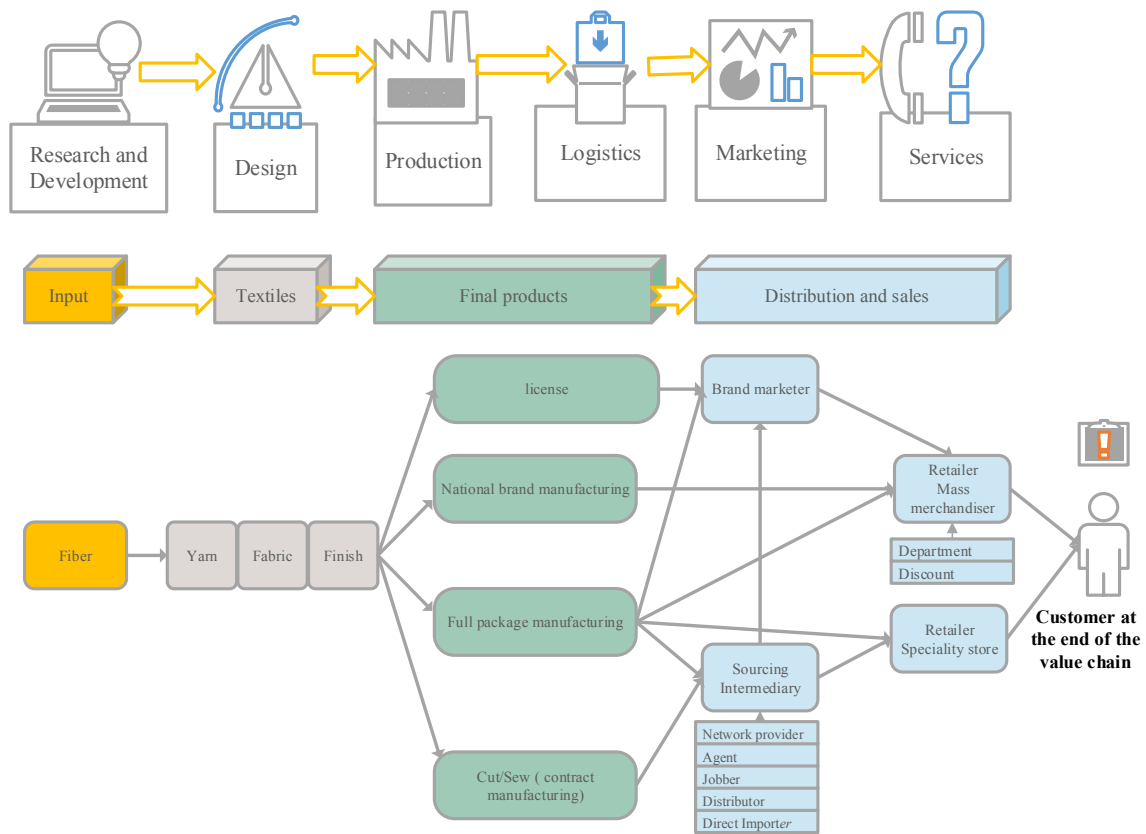 Research and
Development
Design
Production
Logistics
Marketing
Services
Input
Textiles
Final products
Distribution and sales
license
Brand marketer
National brand manufacturing
Retailer
Mass
merchandiser
Fiber
Yarn
Fabric
Finish
Department
Discount
Full package manufacturing
Retailer
Speciality store
Customer at
the end of the
value chain
Sourcing
Intermediary
Network provider
Agent
Jobber
Distributor
Direct Importer
Cut/Sew ( contract
manufacturing)